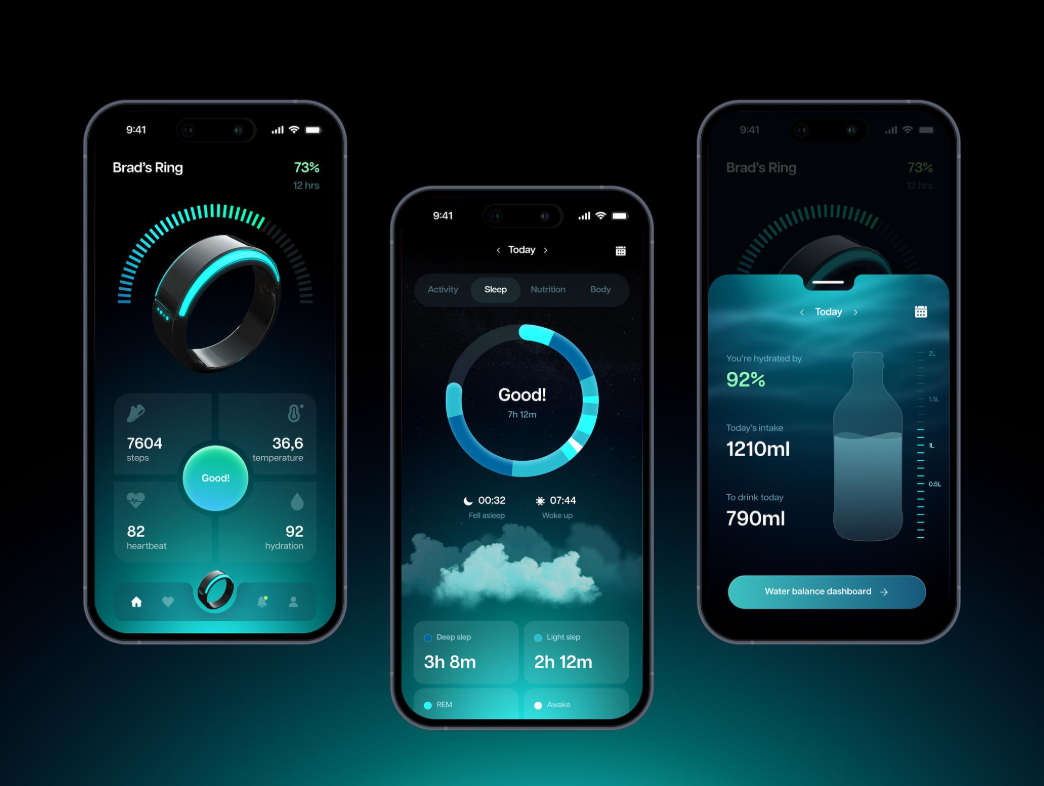 9:41
Brad's Ring
73%
12 hrs
7604
steps
36,6
temperature
Good!
82
heartbeat
92
hydration
9:41
Today
Activity Sleep Nutrition Body
Good!
7h 12m
00:32
Fell asleep
07:44
Woke up
Deep slep
3h 8m
Light slep
2h 12m
REM
Awake
9:41
Brad's Ring
73%
12 hrs
Today
You're hydrated by
92%
Today's intake
1210ml
To drink today
790ml
2L
1.5L
1L
0.5L
Water balance dashboard